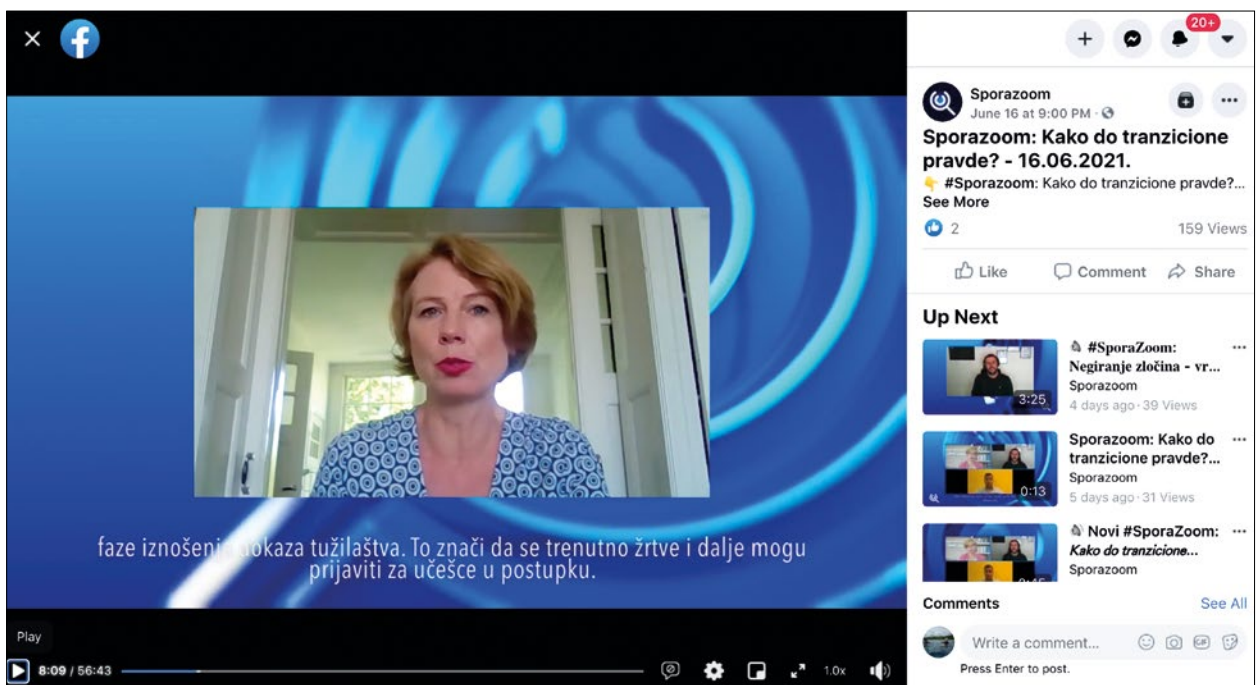 20+
Sporazoom
June 16 at 9:00 PM ·
Sporazoom: Kako do tranzicione
pravde? - 16.06.2021.
#Sporazoom: Kako do tranzicione pravde?...
See More
2
159 Views
Like
Comment
Share
Up Next
#SporaZoom:
Negiranje zločina - vr...
Sporazoom
4 days ago · 39 Views
3:25
Sporazoom: Kako do
tranzicione pravde?...
Sporazoom
5 days ago · 31 Views
0:13
Novi #SporaZoom:
Kako do tranzicione...
Sporazoom
Comments
See All
Write a comment...
GIF
Press Enter to post.
faze iznošenja dokaza tužilaštva. To znači da se trenutno žrtve i dalje mogu
prijaviti za učešce u postupku.
Play
8:09 / 56:43
1.0x